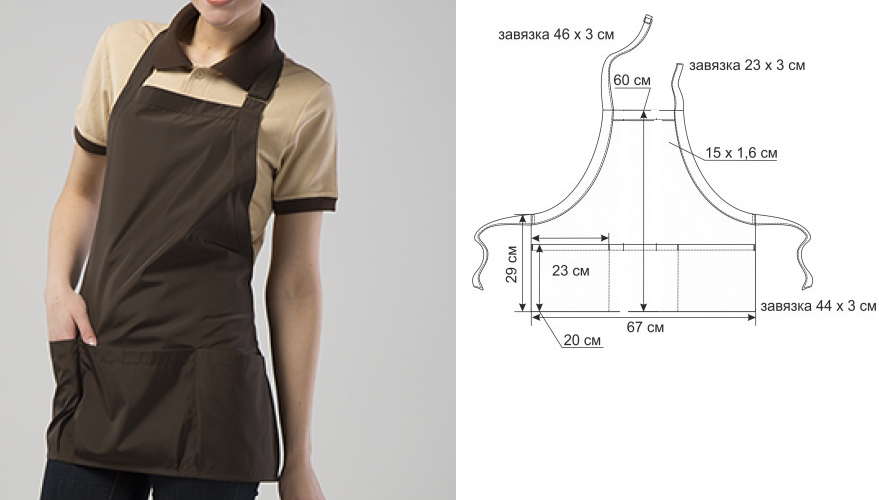 завязка 46 x 3 см
завязка 23 x 3 см
60 см
15 x 1,6 см
29 см
23 см
завязка 44 x 3 см
67 см
20 см